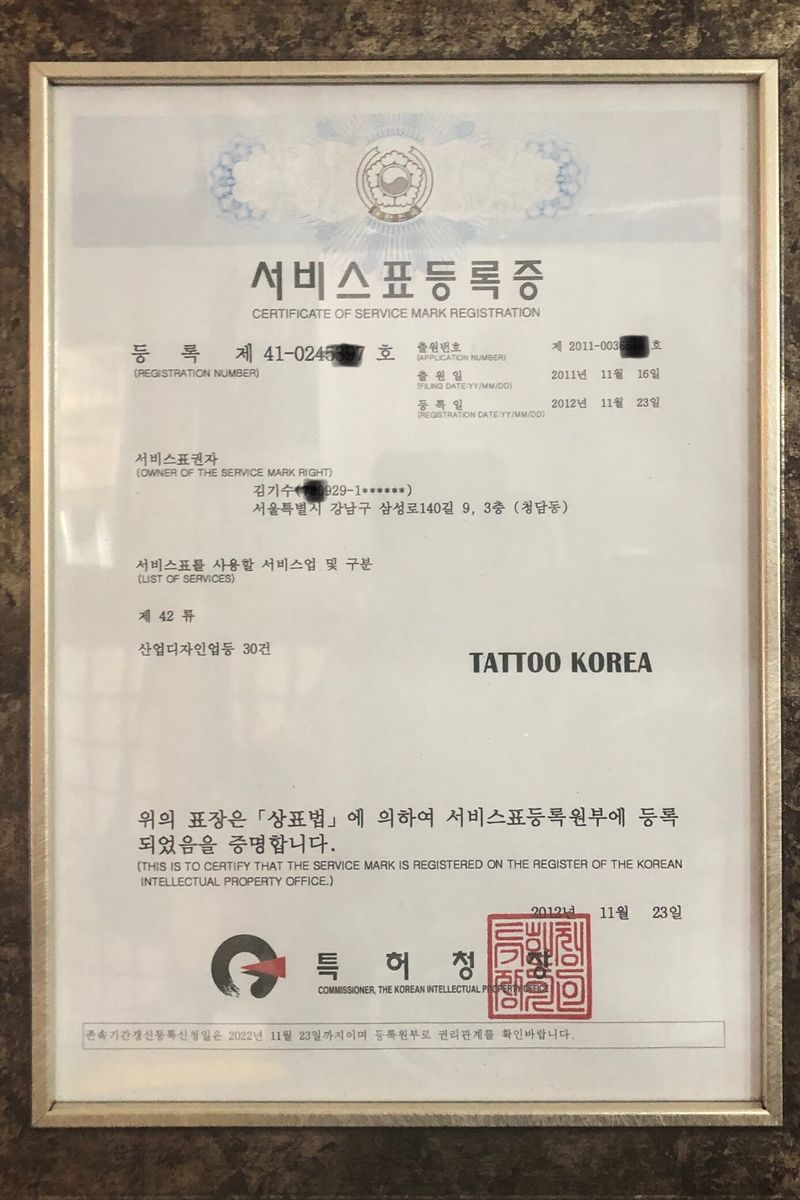 서비스표등록증
CERTIFICATE OF SERVICE MARK REGISTRATION
등 록 제 41-0245 호
(REGISTRATION NUMBER)
출원번호 제 2011-003 호
(APPLICATION NUMBER)
출 원 일 2011년 11월 16일
(FILING DATE:YY/MM/DD)
등 록 일 2012년 11월 23일
(REGISTRATION DATE:YY/MM/DD)
서비스표권자
(OWNER OF THE SERVICE MARK RIGHT)
김기수( 0929-1******)
서울특별시 강남구 삼성로140길 9, 3층 (청담동)
서비스표를 사용할 서비스업 및 구분
(LIST OF SERVICES)
제 42 류
산업디자인업등 30건
TATTOO KOREA
위의 표장은「상표법」에 의하여 서비스표등록원부에 등록
되었음을 증명합니다.
(THIS IS TO CERTIFY THAT THE SERVICE MARK IS REGISTERED ON THE REGISTER OF THE KOREAN
INTELLECTUAL PROPERTY OFFICE.)
2012년 11월 23일
특 허 청 장
COMMISSIONER, THE KOREAN INTELLECTUAL PROPERTY OFFICE
존속기간갱신등록신청일은 2022년 11월 23일까지이며 등록원부로 권리관계를 확인바랍니다.